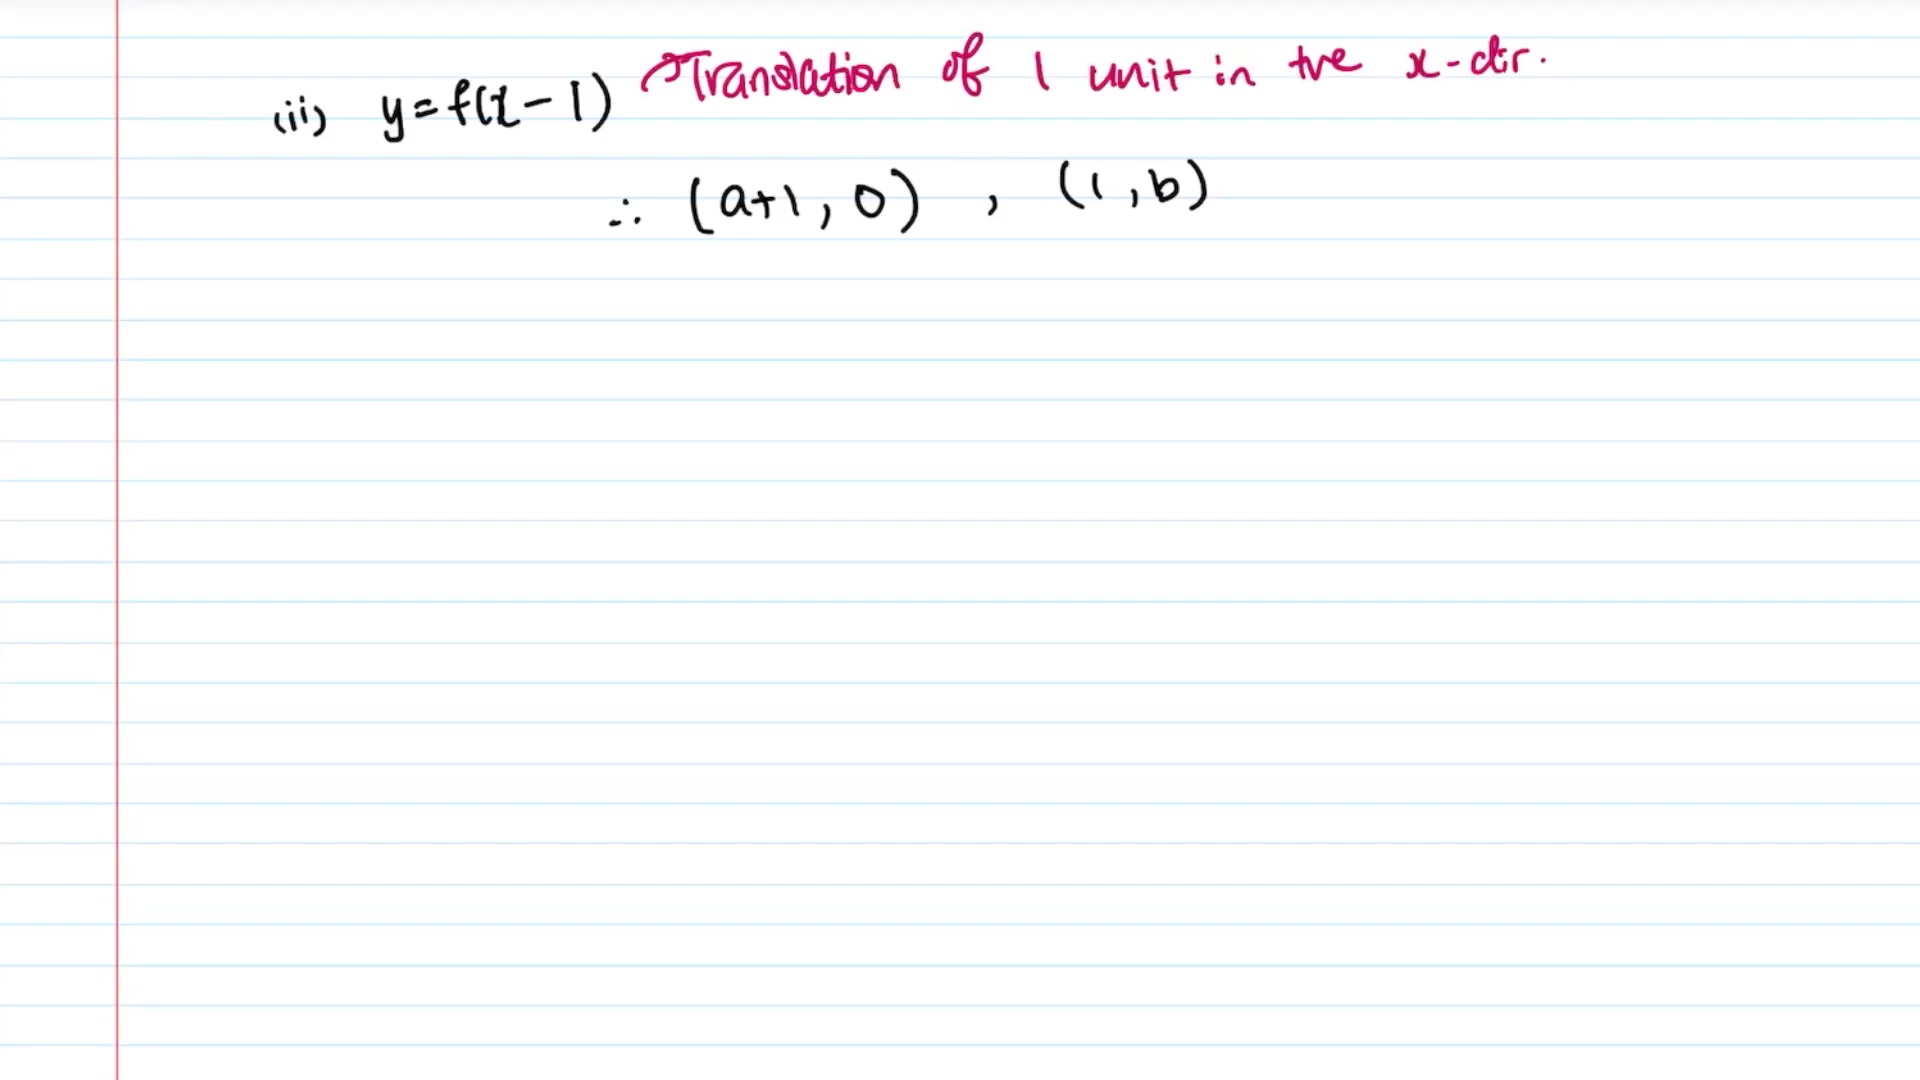 (ii) y=f(x-1) Translation of 1 unit in +ve x-dir.
∴ (a+1, 0) , (1, b)